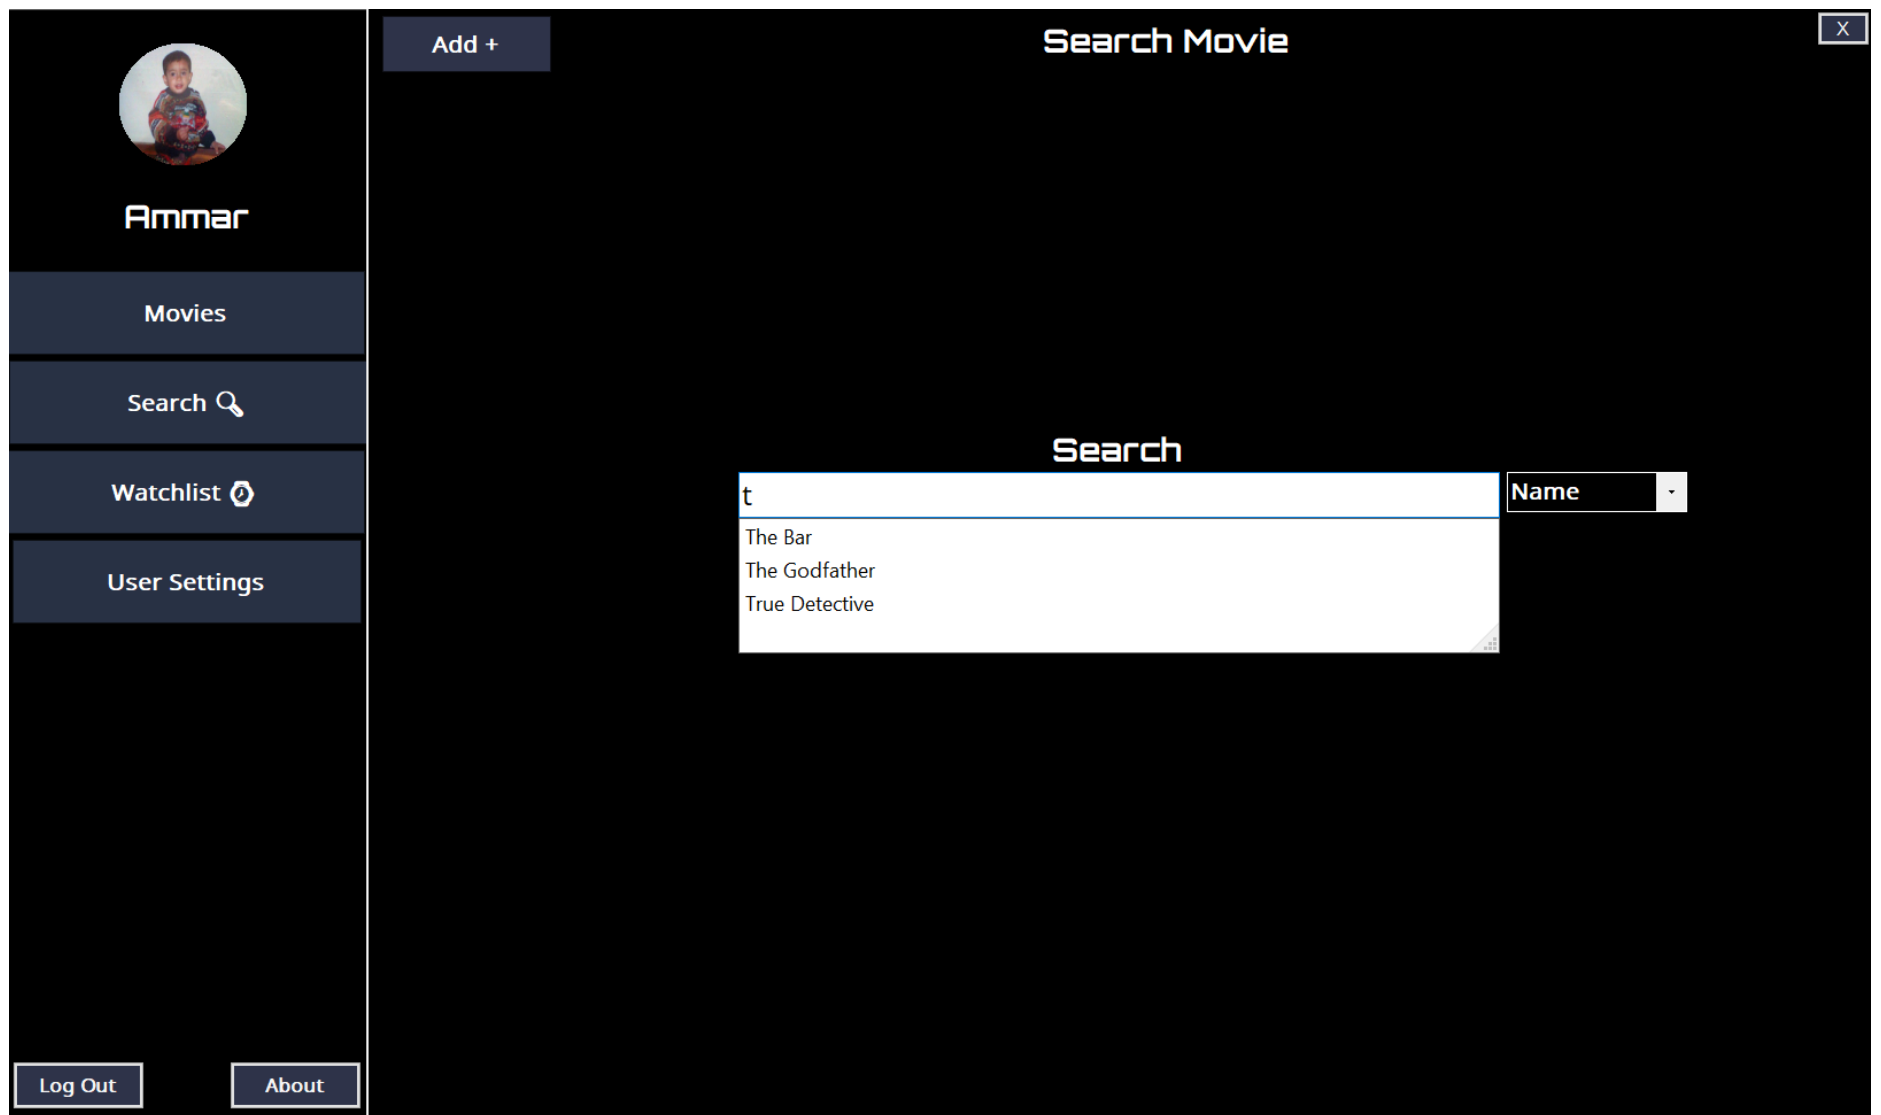 Ammar
Movies
Search
Watchlist
User Settings
Log Out
About
Add +
Search Movie
X
Search
t
Name
The Bar
The Godfather
True Detective